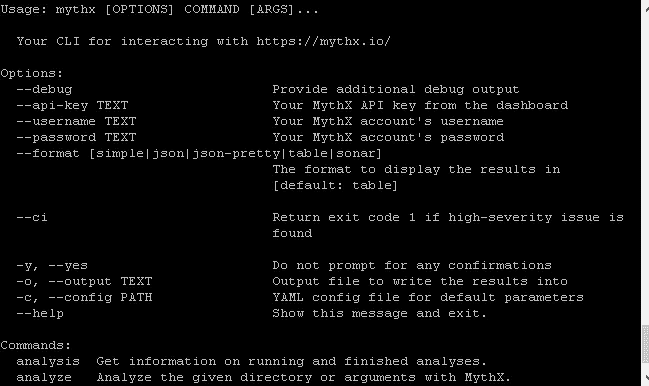 Usage: mythx [OPTIONS] COMMAND [ARGS]...
Your CLI for interacting with https://mythx.io/
Options:
--debug Provide additional debug output
--api-key TEXT Your MythX API key from the dashboard
--username TEXT Your MythX account's username
--password TEXT Your MythX account's password
--format [simple|json|json-pretty|table|sonar]
The format to display the results in
[default: table]
--ci Return exit code 1 if high-severity issue is
found
-y, --yes Do not prompt for any confirmations
-o, --output TEXT Output file to write the results into
-c, --config PATH YAML config file for default parameters
--help Show this message and exit.
Commands:
analysis Get information on running and finished analyses.
analyze Analyze the given directory or arguments with MythX.